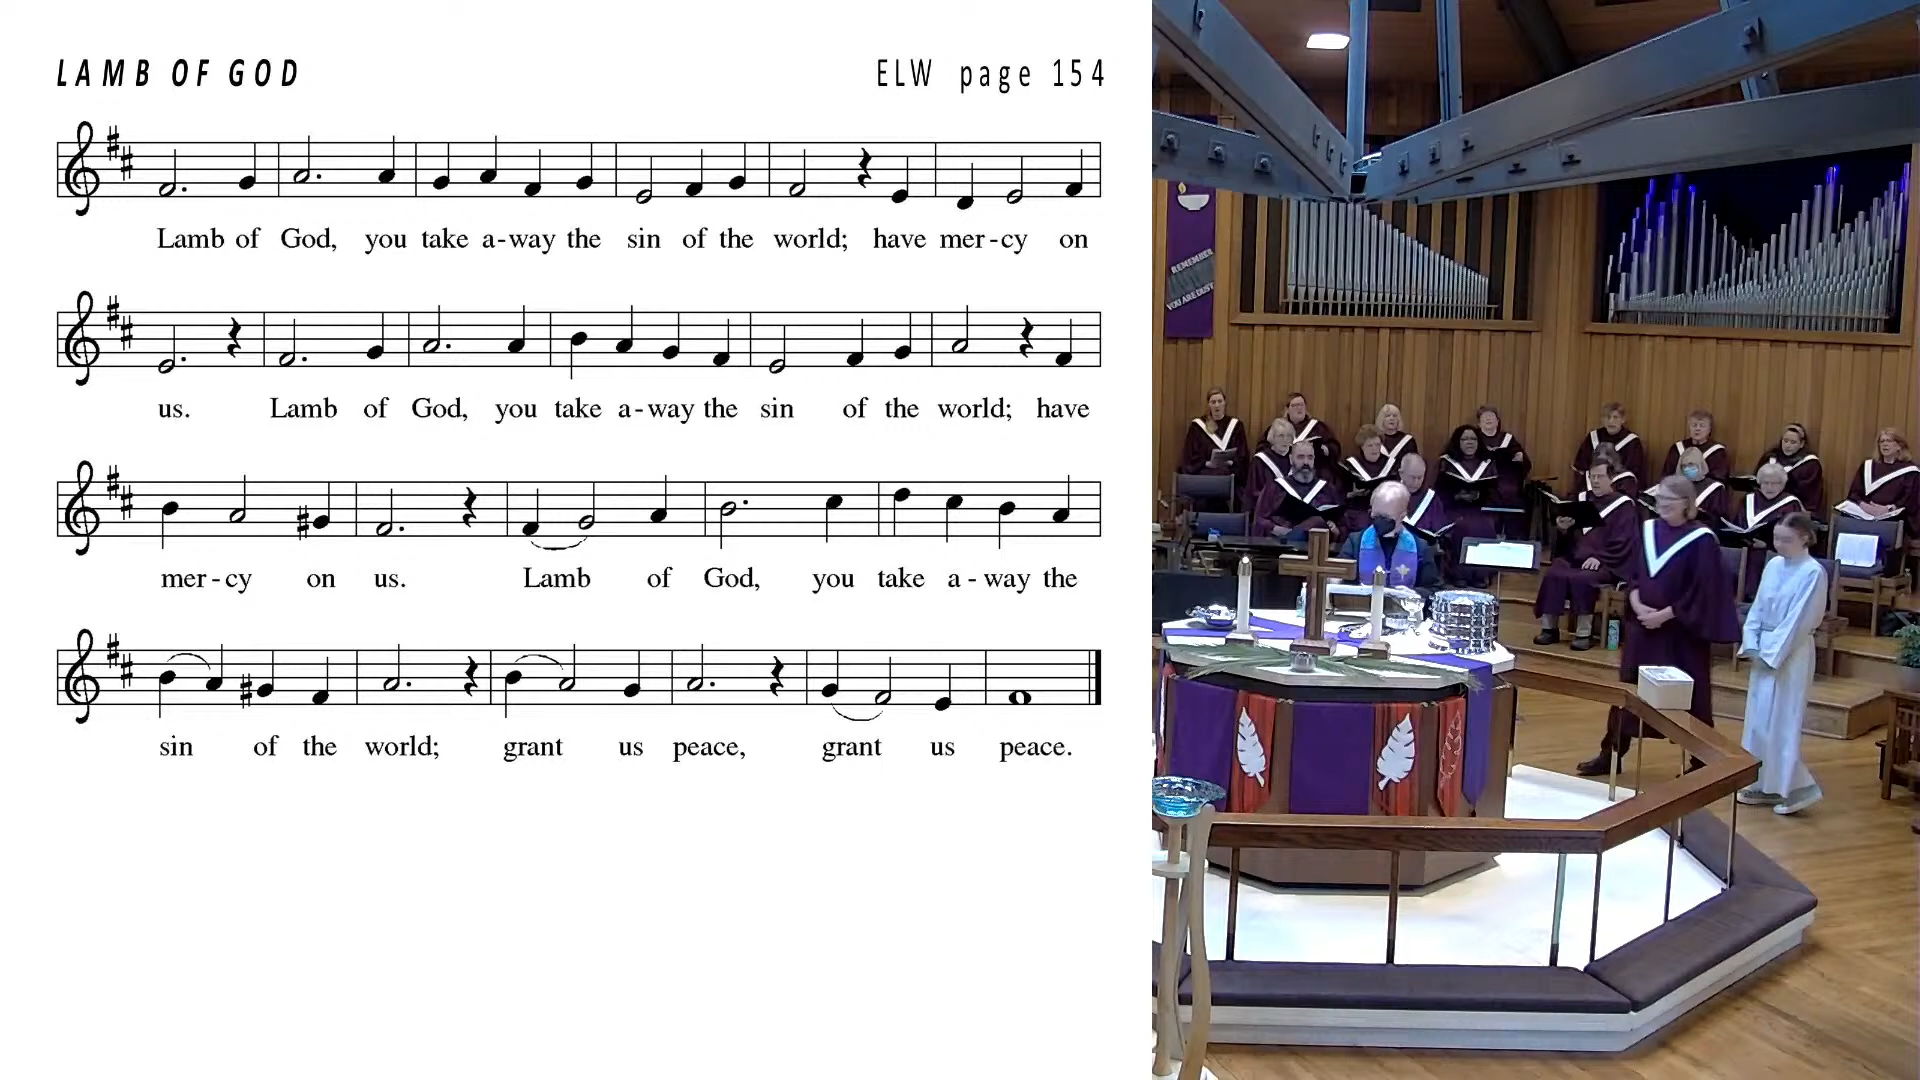 LAMB OF GOD
ELW page 154
Lamb of God, you take a-way the sin of the world; have mer-cy on
us. Lamb of God, you take a-way the sin of the world; have
mer-cy on us. Lamb of God, you take a-way the
sin of the world; grant us peace, grant us peace.
REMEMBER
YOU ARE DUST